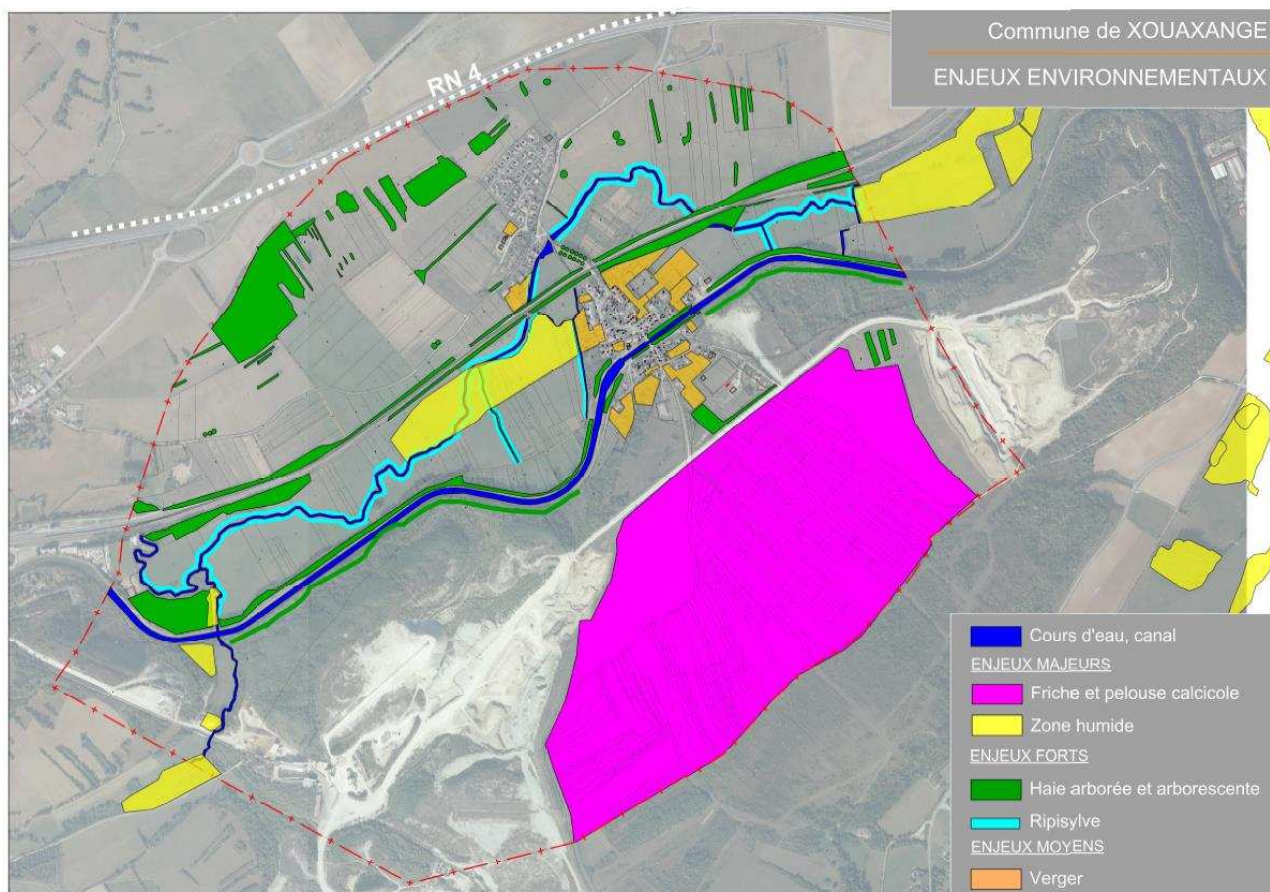 Commune de XOUAXANGE
ENJEUX ENVIRONNEMENTAUX
RN 4
Cours d'eau, canal
ENJEUX MAJEURS
Friche et pelouse calcicole
Zone humide
ENJEUX FORTS
Haie arborée et arborescente
Ripisylve
ENJEUX MOYENS
Verger